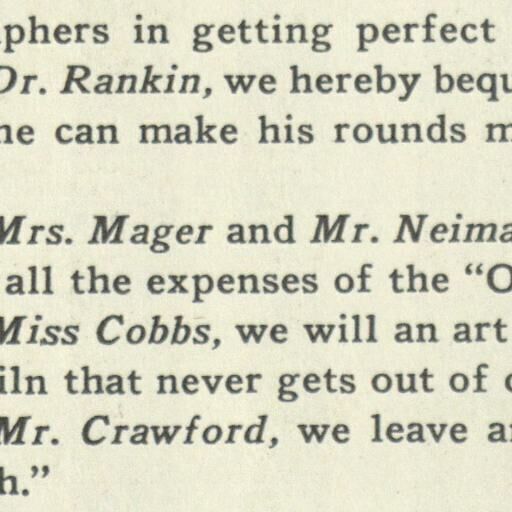 phers in getting perfect
Dr. Rankin, we hereby bequ
he can make his rounds m
Mrs. Mager and Mr. Neima
all the expenses of the “O
Miss Cobbs, we will an art
iln that never gets out of
Mr. Crawford, we leave a
h.”